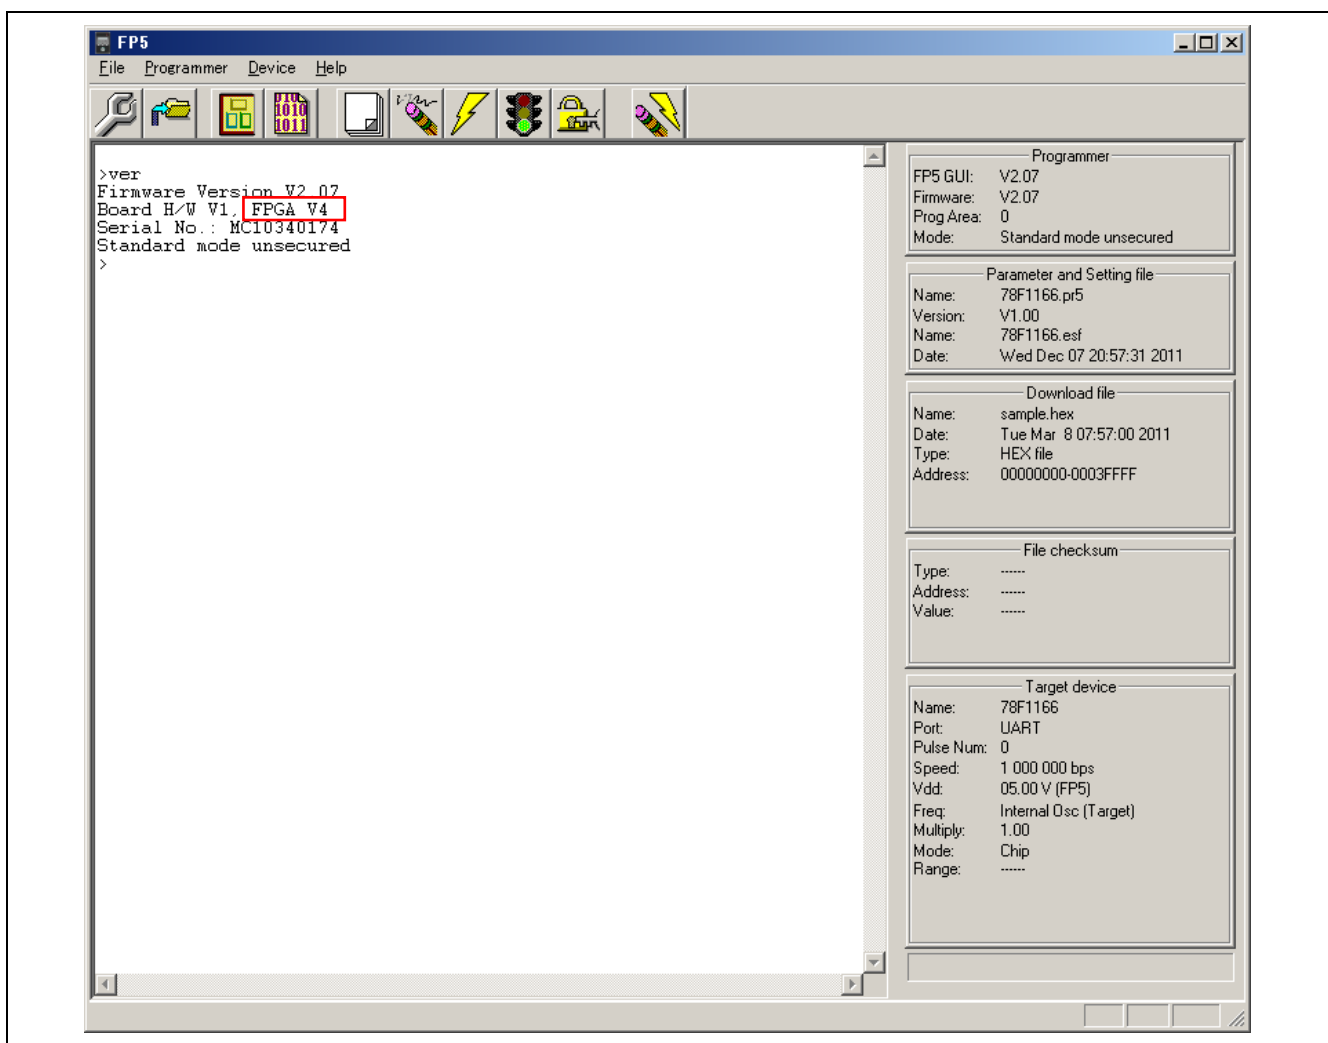 FP5
File Programmer Device Help
>ver
Firmware Version V2.07
Board H/W V1, FPGA V4
Serial No.: MC10340174
Standard mode unsecured
>
Programmer
FP5 GUI: V2.07
Firmware: V2.07
Prog Area: 0
Mode: Standard mode unsecured
Parameter and Setting file
Name: 78F1166.pr5
Version: V1.00
Name: 78F1166.esf
Date: Wed Dec 07 20:57:31 2011
Download file
Name: sample.hex
Date: Tue Mar 8 07:57:00 2011
Type: HEX file
Address: 00000000-0003FFFF
File checksum
Type: ------
Address: ------
Value: ------
Target device
Name: 78F1166
Port: UART
Pulse Num: 0
Speed: 1 000 000 bps
Vdd: 05.00 V (FP5)
Freq: Internal Osc (Target)
Multiply: 1.00
Mode: Chip
Range: ------